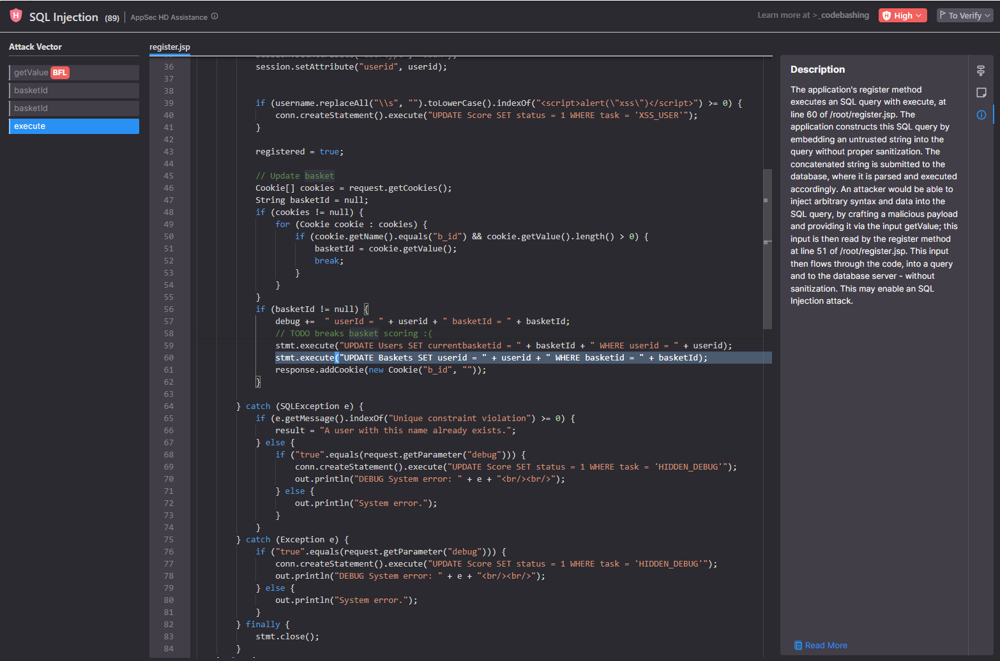 SQL Injection (89) AppSec HD Assistance
Learn more at >_codebashing
High
To Verify
Attack Vector
getValue BFL
basketId
basketId
execute
register.jsp
36 session.setAttribute("userid", userid);
37
38
39 if (username.replaceAll("\\s", "").toLowerCase().indexOf("<script>alert(\"xss\")</script>") >= 0) {
40 conn.createStatement().execute("UPDATE Score SET status = 1 WHERE task = 'XSS_USER'");
41 }
42
43 registered = true;
44
45 // Update basket
46 Cookie[] cookies = request.getCookies();
47 String basketId = null;
48 if (cookies != null) {
49 for (Cookie cookie : cookies) {
50 if (cookie.getName().equals("b_id") && cookie.getValue().length() > 0) {
51 basketId = cookie.getValue();
52 break;
53 }
54 }
55 }
56 if (basketId != null) {
57 debug +=  " userId = " + userid + " basketId = " + basketId;
58 // TODO breaks basket scoring :(
59 stmt.execute("UPDATE Users SET currentbasketid = " + basketId + " WHERE userid = " + userid);
60 stmt.execute("UPDATE Baskets SET userid = " + userid + " WHERE basketid = " + basketId);
61 response.addCookie(new Cookie("b_id", ""));
62 }
63
64 } catch (SQLException e) {
65 if (e.getMessage().indexOf("Unique constraint violation") >= 0) {
66 result = "A user with this name already exists.";
67 } else {
68 if ("true".equals(request.getParameter("debug"))) {
69 conn.createStatement().execute("UPDATE Score SET status = 1 WHERE task = 'HIDDEN_DEBUG'");
70 out.println("DEBUG System error: " + e + "<br/><br/>");
71 } else {
72 out.println("System error.");
73 }
74 }
75 } catch (Exception e) {
76 if ("true".equals(request.getParameter("debug"))) {
77 conn.createStatement().execute("UPDATE Score SET status = 1 WHERE task = 'HIDDEN_DEBUG'");
78 out.println("DEBUG System error: " + e + "<br/><br/>");
79 } else {
80 out.println("System error.");
81 }
82 } finally {
83 stmt.close();
84 }
Description
The application's register method
executes an SQL query with execute, at
line 60 of /root/register.jsp. The
application constructs this SQL query by
embedding an untrusted string into the
query without proper sanitization. The
concatenated string is submitted to the
database, where it is parsed and executed
accordingly. An attacker would be able to
inject arbitrary syntax and data into the
SQL query, by crafting a malicious payload
and providing it via the input getValue; this
input is then read by the register method
at line 51 of /root/register.jsp. This input
then flows through the code, into a query
and to the database server - without
sanitization. This may enable an SQL
Injection attack.
Read More